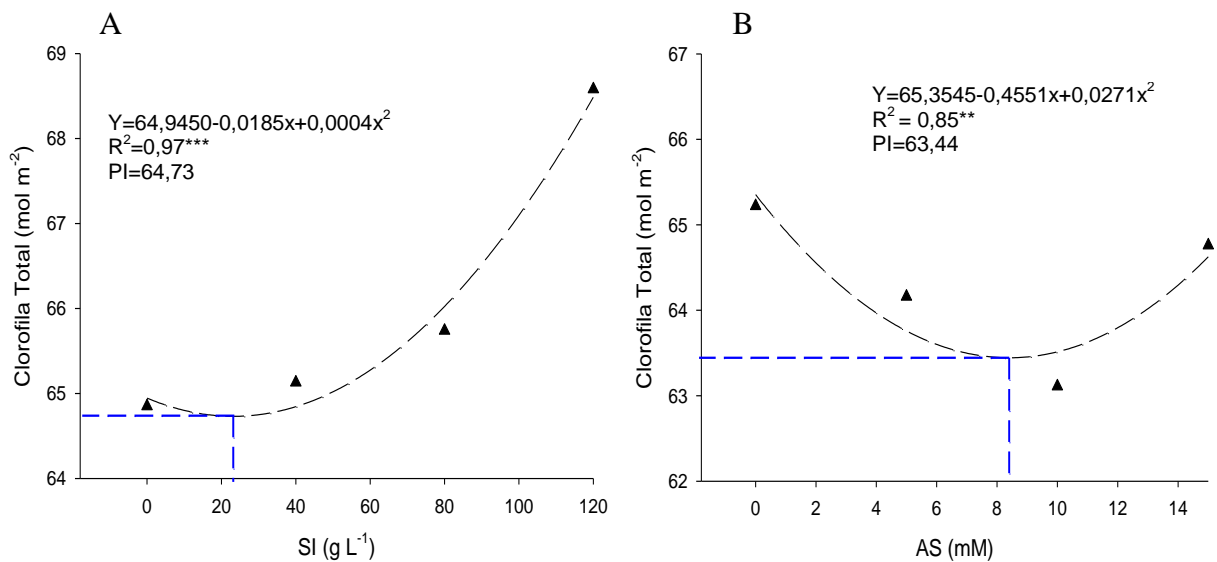 A
Clorofila Total (mol m⁻²)
69
68
67
66
65
64
Y=64,9450-0,0185x+0,0004x²
R²=0,97***
PI=64,73
0 20 40 60 80 100 120
SI (g L⁻¹)
B
Clorofila Total (mol m⁻²)
67
66
65
64
63
62
Y=65,3545-0,4551x+0,0271x²
R² = 0,85**
PI=63,44
0 2 4 6 8 10 12 14
AS (mM)